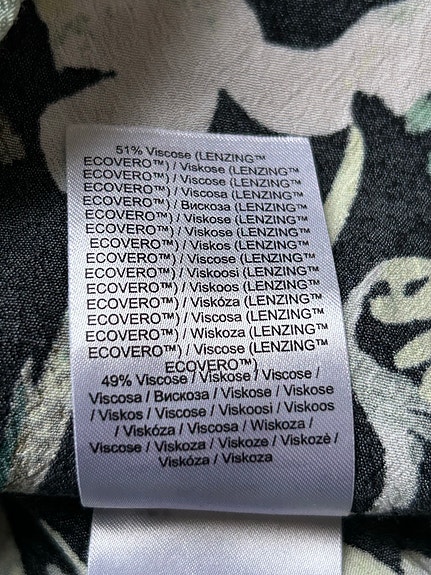 51% Viscose (LENZING™
ECOVERO™) / Viskose (LENZING™
ECOVERO™) / Viscose (LENZING™
ECOVERO™) / Viscosa (LENZING™
ECOVERO™) / Вискоза (LENZING™
ECOVERO™) / Viskose (LENZING™
ECOVERO™) / Viskose (LENZING™
ECOVERO™) / Viskos (LENZING™
ECOVERO™) / Viscose (LENZING™
ECOVERO™) / Viskoosi (LENZING™
ECOVERO™) / Viskoos (LENZING™
ECOVERO™) / Viskóza (LENZING™
ECOVERO™) / Viscosa (LENZING™
ECOVERO™) / Wiskoza (LENZING™
ECOVERO™) / Viscose (LENZING™
ECOVERO™)
49% Viscose / Viskose / Viscose /
Viscosa / Вискоза / Viskose / Viskose
/ Viskos / Viscose / Viskoosi / Viskoos
/ Viskóza / Viscosa / Wiskoza /
Viscose / Viskoza / Viskoze / Viskozė /
Viskóza / Viskoza